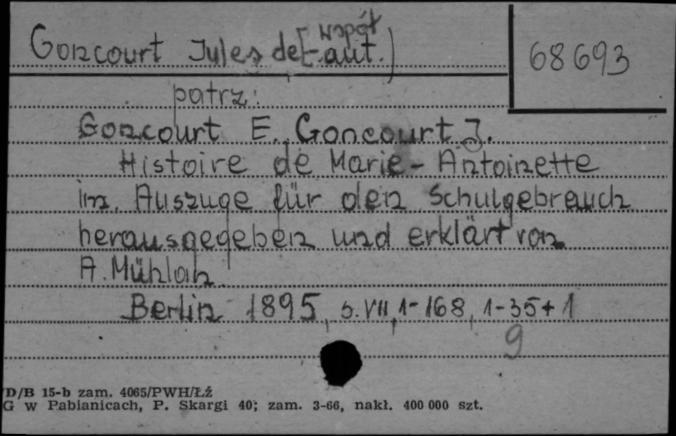 Goncourt Jules de [-współaut.)
68693
patrz:
Goncourt E. Goncourt J.
Histoire de Marie-Antoinette
im. Auszuge für den Schulgebrauch
herausgegeben und erklärt von
A. Mühlan
Berlin 1895, s. VII, 1-168, 1-35+1
9
D/B 15-b zam. 4065/PWH/Łź
G w Pabianicach, P. Skargi 40; zam. 3-66, nakł. 400 000 szt.